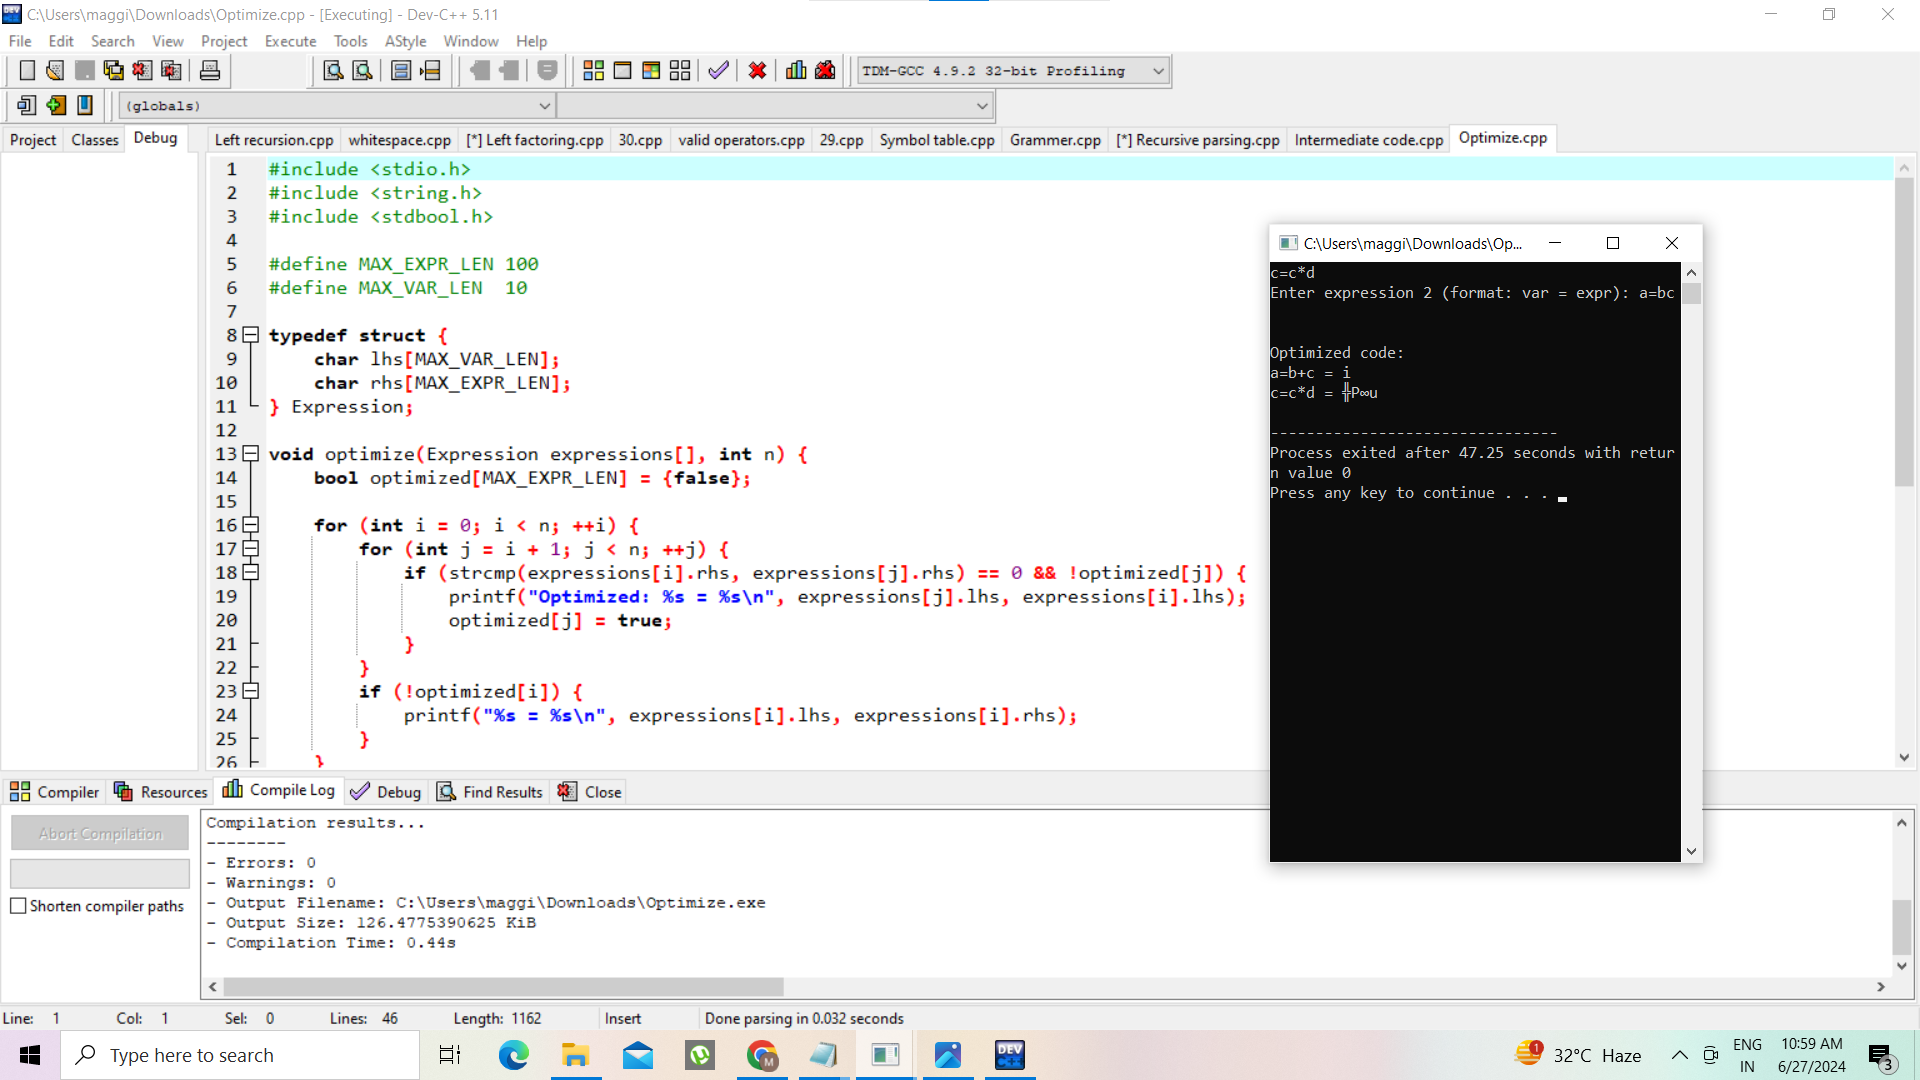 C:\Users\maggi\Downloads\Optimize.cpp - [Executing] - Dev-C++ 5.11
File Edit Search View Project Execute Tools AStyle Window Help
TDM-GCC 4.9.2 32-bit Profiling
(globals)
Project Classes Debug
Left recursion.cpp whitespace.cpp [*] Left factoring.cpp 30.cpp valid operators.cpp 29.cpp Symbol table.cpp Grammer.cpp [*] Recursive parsing.cpp Intermediate code.cpp Optimize.cpp
1 #include <stdio.h>
2 #include <string.h>
3 #include <stdbool.h>
4
5 #define MAX_EXPR_LEN 100
6 #define MAX_VAR_LEN  10
7
8 typedef struct {
9     char lhs[MAX_VAR_LEN];
10     char rhs[MAX_EXPR_LEN];
11 } Expression;
12
13 void optimize(Expression expressions[], int n) {
14     bool optimized[MAX_EXPR_LEN] = {false};
15
16     for (int i = 0; i < n; ++i) {
17         for (int j = i + 1; j < n; ++j) {
18             if (strcmp(expressions[i].rhs, expressions[j].rhs) == 0 && !optimized[j]) {
19                 printf("Optimized: %s = %s\n", expressions[j].lhs, expressions[i].lhs);
20                 optimized[j] = true;
21             }
22         }
23         if (!optimized[i]) {
24             printf("%s = %s\n", expressions[i].lhs, expressions[i].rhs);
25         }
26     }
C:\Users\maggi\Downloads\Op...
c=c*d
Enter expression 2 (format: var = expr): a=bc
Optimized code:
a=b+c = i
c=c*d = ╬P∞u
--------------------------------
Process exited after 47.25 seconds with retur
n value 0
Press any key to continue . . .
Compiler Resources Compile Log Debug Find Results Close
Abort Compilation
Shorten compiler paths
Compilation results...
--------
- Errors: 0
- Warnings: 0
- Output Filename: C:\Users\maggi\Downloads\Optimize.exe
- Output Size: 126.4775390625 KiB
- Compilation Time: 0.44s
Line: 1 Col: 1 Sel: 0 Lines: 46 Length: 1162 Insert Done parsing in 0.032 seconds
Type here to search
M
DEV
C++
1
32°C Haze
ENG
IN
10:59 AM
6/27/2024
3